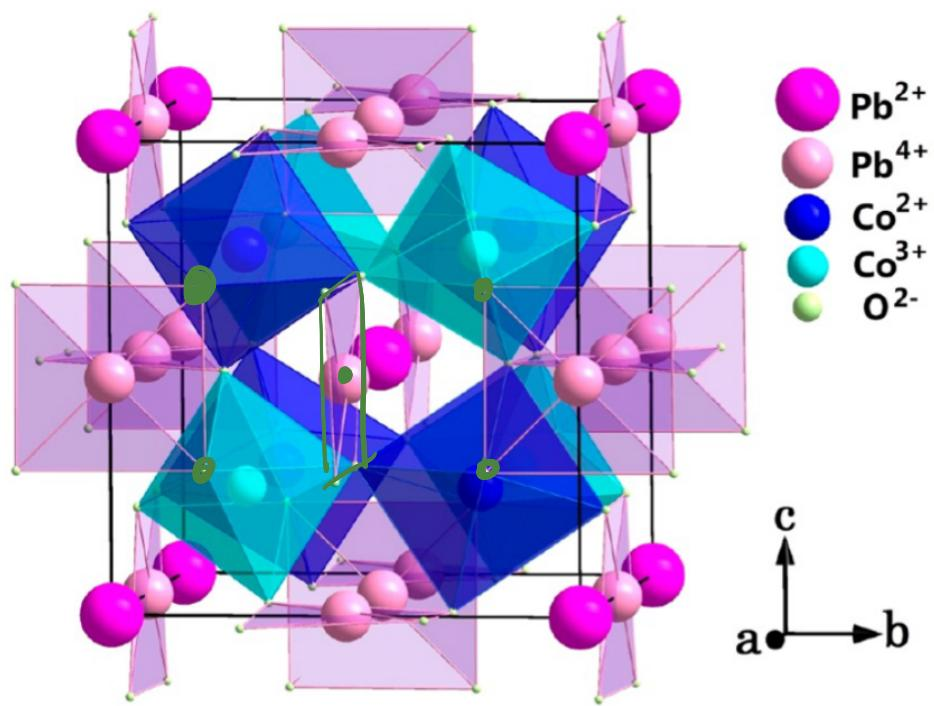 Pb2+
Pb4+
Co2+
Co3+
O2-
c
a b